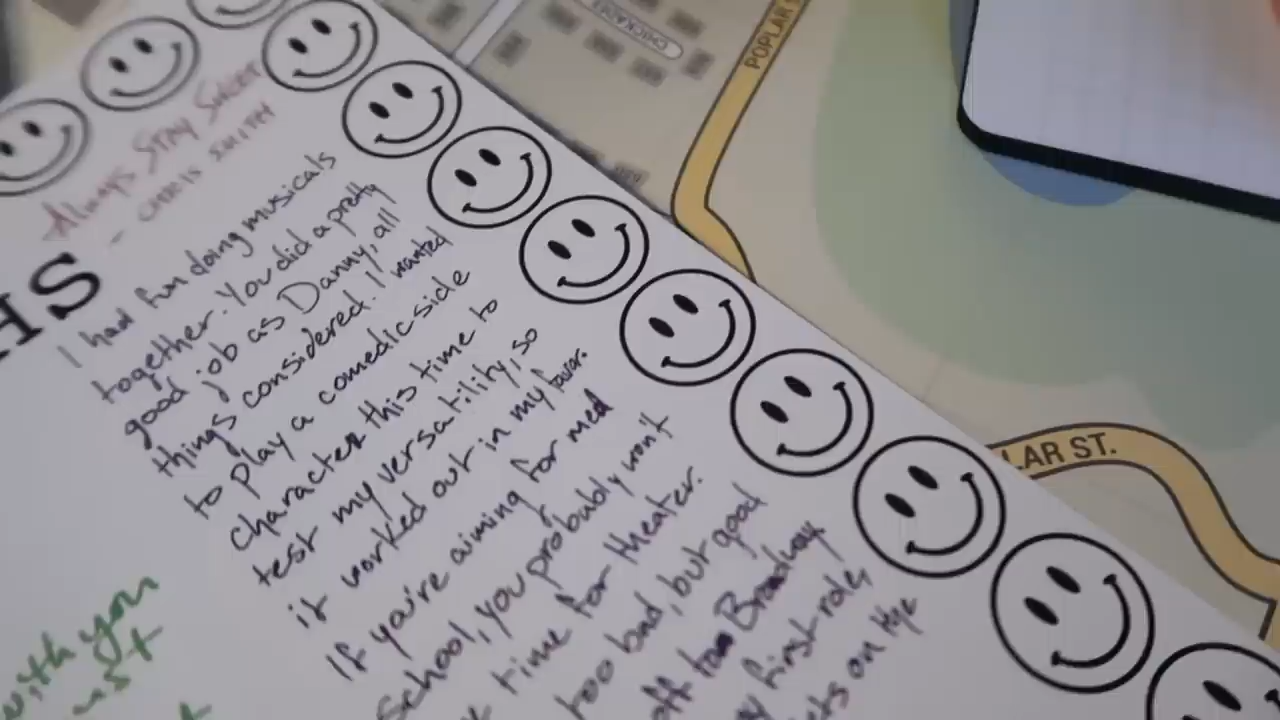 CHICKADEE
POPLAR S
Always Stay Sweet
- CHRIS SMITH
HS
I had fun doing musicals
together. You did a pretty
good job as Danny, all
things considered. I wanted
to play a comedic side
character this time to
test my versatility, so
it worked out in my favor.
If you're aiming for med
school, you probably won't
time for theater.
too bad, but good
off to Broadway
first role,
on the
LAR ST.
with you